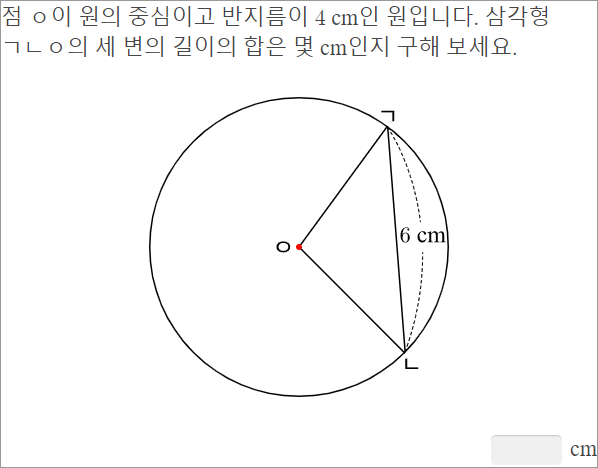 점 ㅇ이 원의 중심이고 반지름이 4 cm인 원입니다. 삼각형
ㄱㄴㅇ의 세 변의 길이의 합은 몇 cm인지 구해 보세요.
ㄱ
6 cm
ㅇ
ㄴ
cm